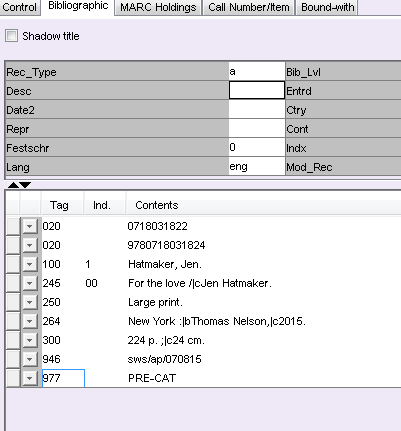 Control Bibliographic MARC Holdings Call Number/Item Bound-with
Shadow title
Rec_Type a Bib_Lvl
Desc Entrd
Date2 Ctry
Repr Cont
Festschr 0 Indx
Lang eng Mod_Rec
Tag Ind. Contents
020 0718031822
020 9780718031824
100 1 Hatmaker, Jen.
245 00 For the love /|cJen Hatmaker.
250 Large print.
264 New York :|bThomas Nelson,|c2015.
300 224 p. ;|c24 cm.
946 sws/ap/070815
977 PRE-CAT